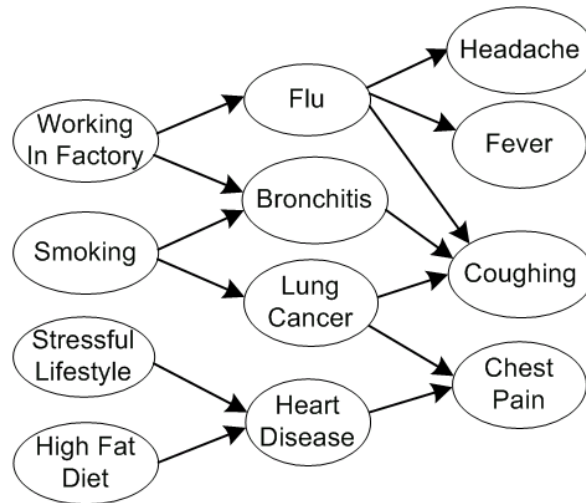 Working
In Factory
Smoking
Stressful
Lifestyle
High Fat
Diet
Flu
Bronchitis
Lung
Cancer
Heart
Disease
Headache
Fever
Coughing
Chest
Pain